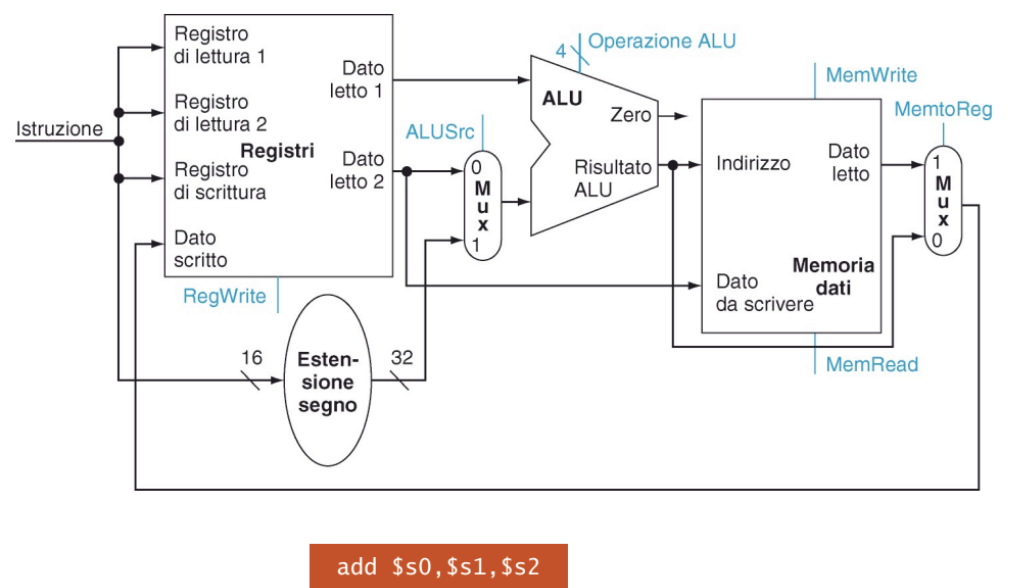 Istruzione
Registro
di lettura 1
Registro
di lettura 2
Registri
Registro
di scrittura
Dato
scritto
Dato
letto 1
Dato
letto 2
RegWrite
16
Esten-
sione
segno
32
ALUSrc
0
M
u
x
1
4
Operazione ALU
ALU
Zero
Risultato
ALU
MemWrite
Indirizzo
Dato
letto
Dato
da scrivere
Memoria
dati
MemRead
MemtoReg
1
M
u
x
0
add $s0,$s1,$s2